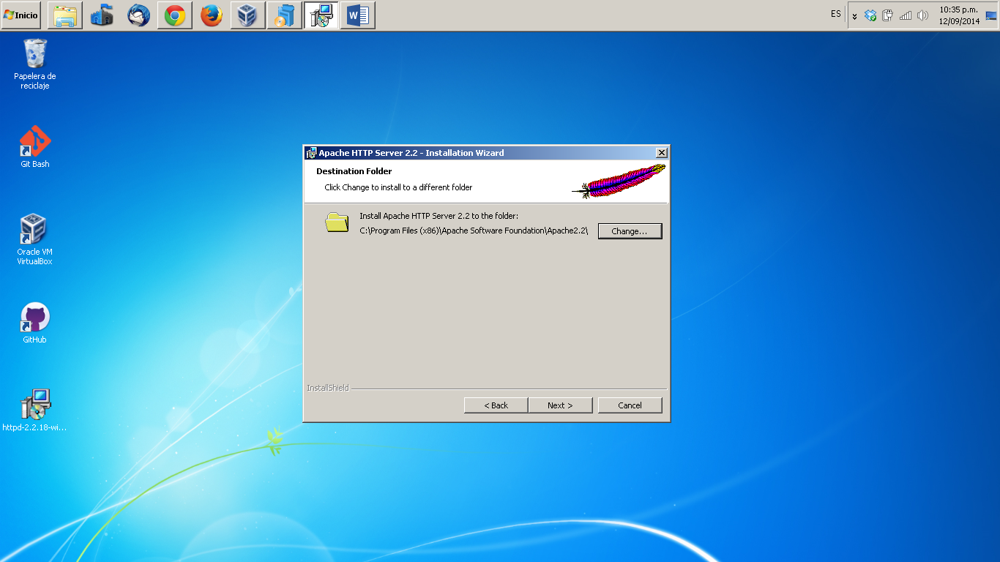 Inicio
ES
10:35 p.m.
12/09/2014
Papelera de
reciclaje
Git Bash
Oracle VM
VirtualBox
GitHub
httpd-2.2.18-wi...
Apache HTTP Server 2.2 - Installation Wizard
Destination Folder
Click Change to install to a different folder
Install Apache HTTP Server 2.2 to the folder:
C:\Program Files (x86)\Apache Software Foundation\Apache2.2\
Change...
InstallShield
< Back
Next >
Cancel